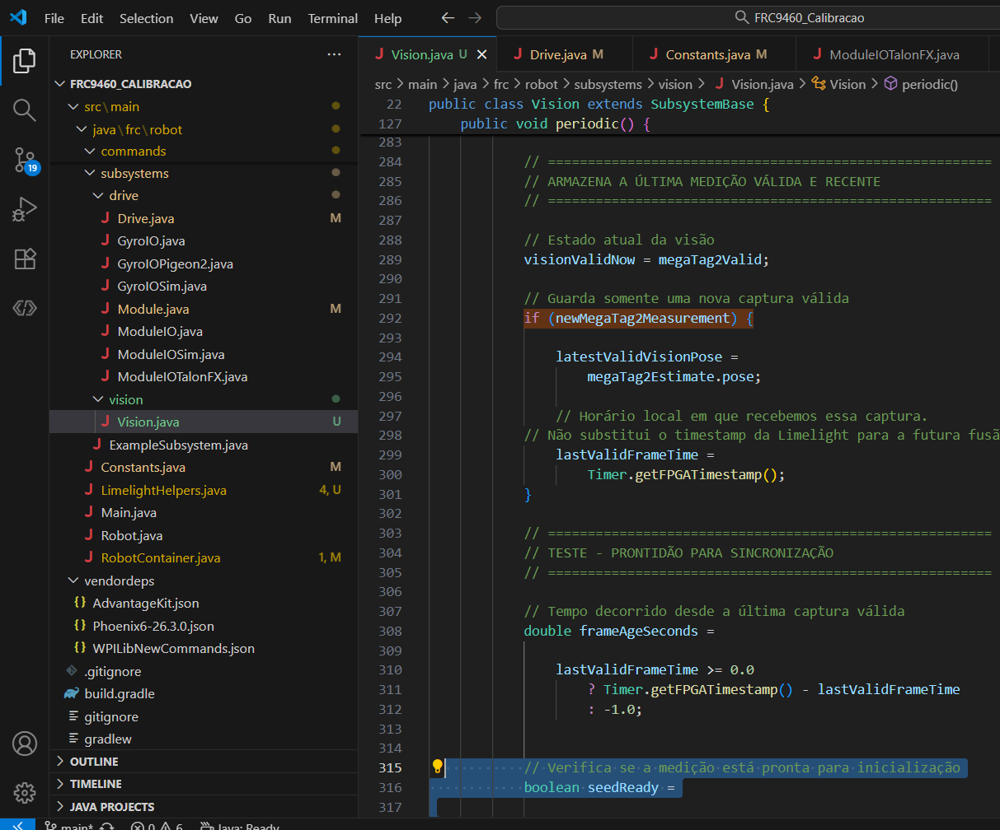 File Edit Selection View Go Run Terminal Help FRC9460_Calibracao
EXPLORER
FRC9460_CALIBRACAO
src\main
java\frc\robot
commands
subsystems
drive
Drive.java M
GyroIO.java
GyroIOPigeon2.java
GyroIOSim.java
Module.java M
ModuleIO.java
ModuleIOSim.java
ModuleIOTalonFX.java
vision
Vision.java U
ExampleSubsystem.java
Constants.java M
LimelightHelpers.java 4, U
Main.java
Robot.java
RobotContainer.java 1, M
vendordeps
AdvantageKit.json
Phoenix6-26.3.0.json
WPILibNewCommands.json
.gitignore
build.gradle
gitignore
gradlew
OUTLINE
TIMELINE
JAVA PROJECTS
19
Vision.java U Drive.java M Constants.java M ModuleIOTalonFX.java
src > main > java > frc > robot > subsystems > vision > Vision.java > Vision > periodic()
22 public class Vision extends SubsystemBase {
127 public void periodic() {
283
284 // ========================================================
285 // ARMAZENA A ÚLTIMA MEDIÇÃO VÁLIDA E RECENTE
286 // ========================================================
287
288 // Estado atual da visão
289 visionValidNow = megaTag2Valid;
290
291 // Guarda somente uma nova captura válida
292 if (newMegaTag2Measurement) {
293
294 latestValidVisionPose =
295 megaTag2Estimate.pose;
296
297 // Horário local em que recebemos essa captura.
298 // Não substitui o timestamp da Limelight para a futura fusã
299 lastValidFrameTime =
300 Timer.getFPGATimestamp();
301 }
302
303 // ========================================================
304 // TESTE - PRONTIDÃO PARA SINCRONIZAÇÃO
305 // ========================================================
306
307 // Tempo decorrido desde a última captura válida
308 double frameAgeSeconds =
309
310 lastValidFrameTime >= 0.0
311 ? Timer.getFPGATimestamp() - lastValidFrameTime
312 : -1.0;
313
314
315 // Verifica se a medição está pronta para inicialização
316 boolean seedReady =
317
main* 0 6 Java: Ready